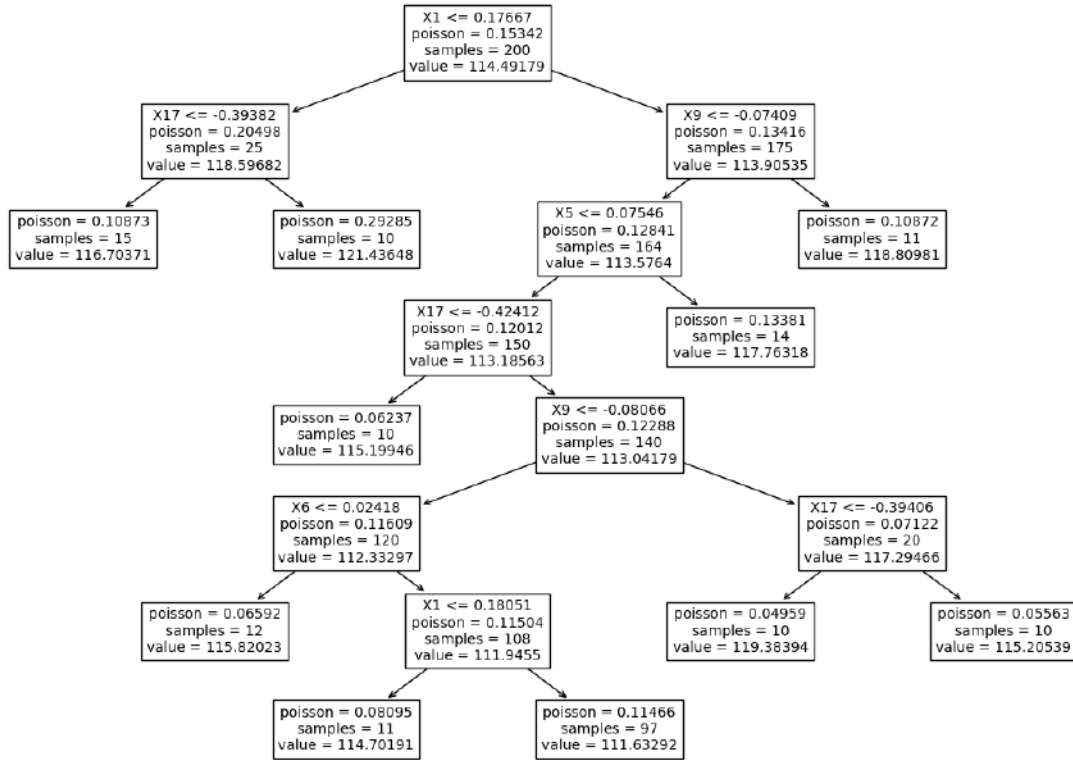 X1 <= 0.17667
poisson = 0.15342
samples = 200
value = 114.49179
X17 <= -0.39382
poisson = 0.20498
samples = 25
value = 118.59682
X9 <= -0.07409
poisson = 0.13416
samples = 175
value = 113.90535
poisson = 0.10873
samples = 15
value = 116.70371
poisson = 0.29285
samples = 10
value = 121.43648
X5 <= 0.07546
poisson = 0.12841
samples = 164
value = 113.5764
poisson = 0.10872
samples = 11
value = 118.80981
X17 <= -0.42412
poisson = 0.12012
samples = 150
value = 113.18563
poisson = 0.13381
samples = 14
value = 117.76318
poisson = 0.06237
samples = 10
value = 115.19946
X9 <= -0.08066
poisson = 0.12288
samples = 140
value = 113.04179
X6 <= 0.02418
poisson = 0.11609
samples = 120
value = 112.33297
X17 <= -0.39406
poisson = 0.07122
samples = 20
value = 117.29466
poisson = 0.06592
samples = 12
value = 115.82023
X1 <= 0.18051
poisson = 0.11504
samples = 108
value = 111.9455
poisson = 0.04959
samples = 10
value = 119.38394
poisson = 0.05563
samples = 10
value = 115.20539
poisson = 0.08095
samples = 11
value = 114.70191
poisson = 0.11466
samples = 97
value = 111.63292